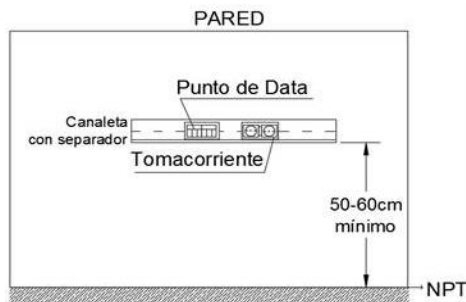 PARED
Punto de Data
Canaleta
con separador
Tomacorriente
50-60cm
mínimo
NPT